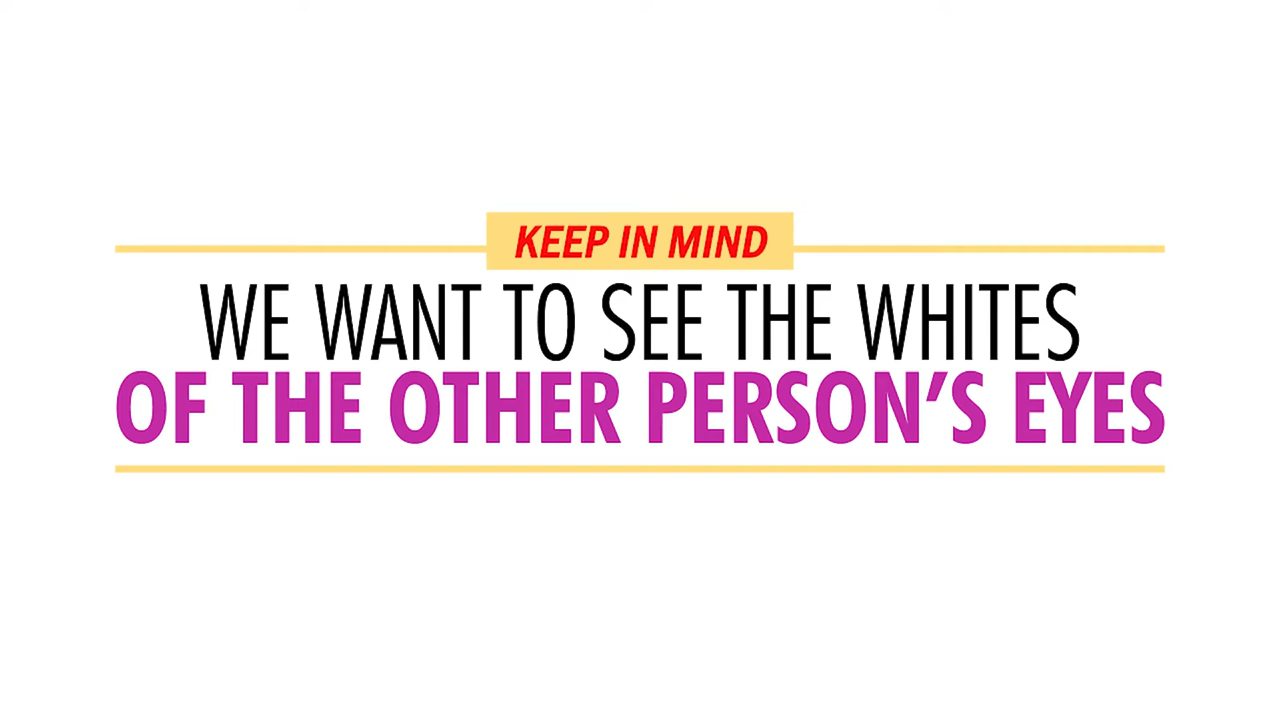 KEEP IN MIND
WE WANT TO SEE THE WHITES
OF THE OTHER PERSON’S EYES